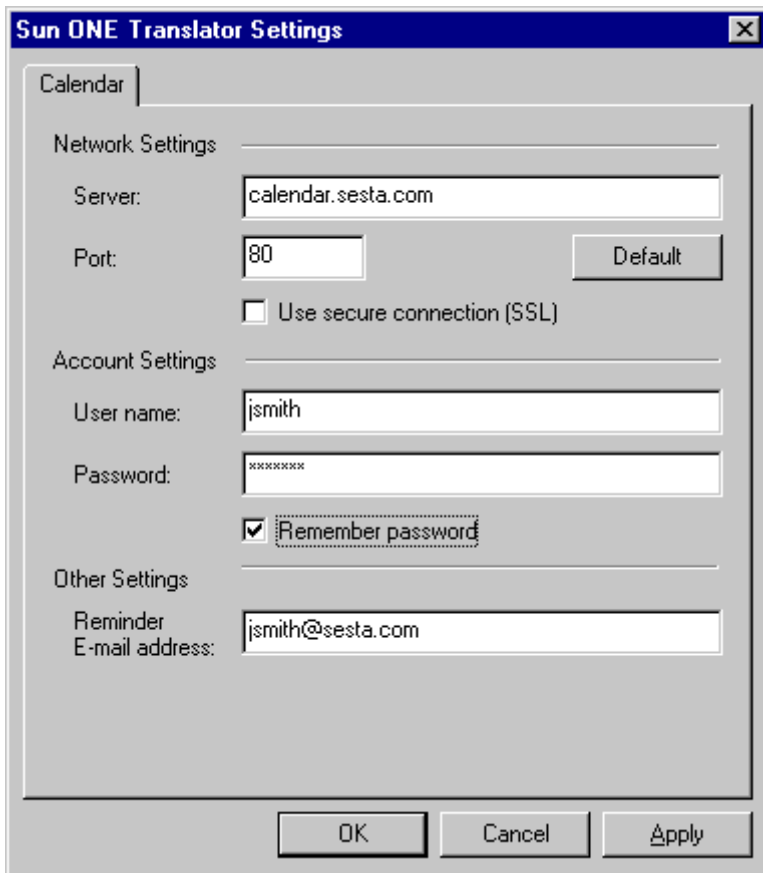 Sun ONE Translator Settings
Calendar
Network Settings
Server: calendar.sesta.com
Port: 80 Default
Use secure connection (SSL)
Account Settings
User name: jsmith
Password: *******
Remember password
Other Settings
Reminder
E-mail address: jsmith@sesta.com
OK Cancel Apply